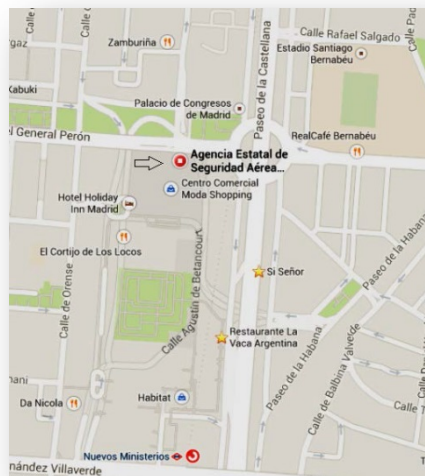 Calle Rafael Salgado
Zamburiña
Estadio Santiago
Bernabéu
Kabuki
Palacio de Congresos
de Madrid
Paseo de la Castellana
el General Perón
RealCafé Bernabéu
Agencia Estatal de
Seguridad Aérea...
Centro Comercial
Moda Shopping
Hotel Holiday
Inn Madrid
El Cortijo de Los Locos
Calle de Orense
Calle Agustín de Betancourt
Paseo de la Habana
Si Señor
Restaurante La
Vaca Argentina
Paseo de la Habana
Calle de Balbina Valverde
Da Nicola
Habitat
Nuevos Ministerios
nández Villaverde